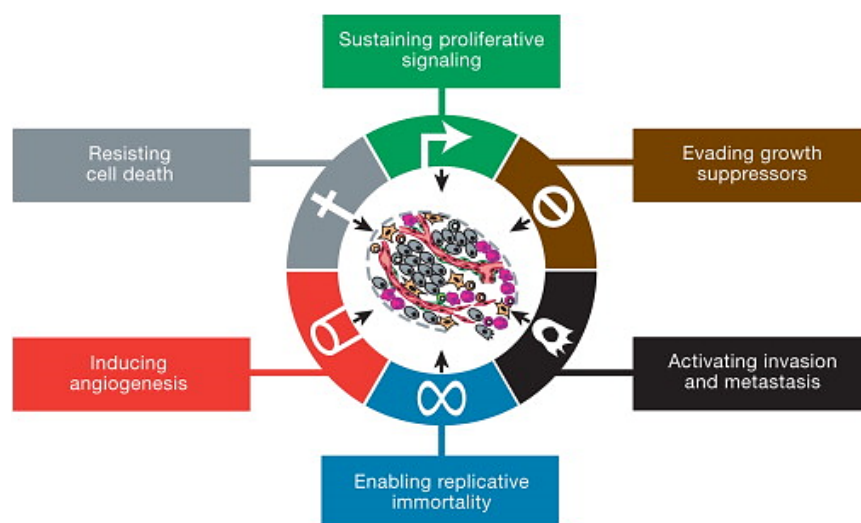 Sustaining proliferative
signaling
Resisting
cell death
Evading growth
suppressors
Inducing
angiogenesis
Activating invasion
and metastasis
Enabling replicative
immortality